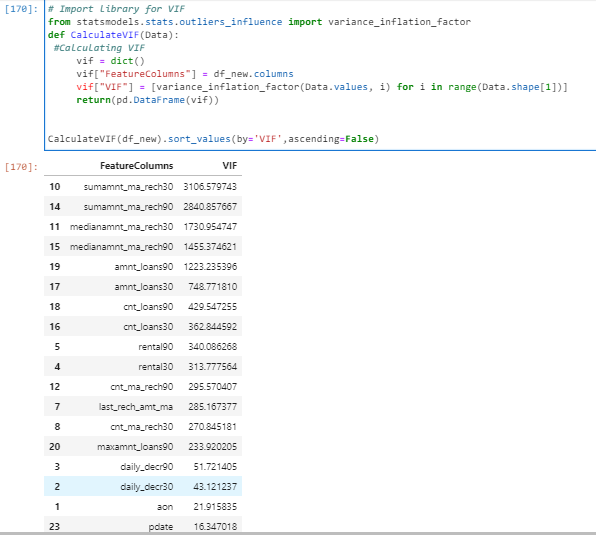 [170]: # Import library for VIF
from statsmodels.stats.outliers_influence import variance_inflation_factor
def CalculateVIF(Data):
#Calculating VIF
vif = dict()
vif["FeatureColumns"] = df_new.columns
vif["VIF"] = [variance_inflation_factor(Data.values, i) for i in range(Data.shape[1])]
return(pd.DataFrame(vif))
CalculateVIF(df_new).sort_values(by='VIF',ascending=False)
[170]: FeatureColumns VIF
10 sumamnt_ma_rech30 3106.579743
14 sumamnt_ma_rech90 2840.857667
11 medianamnt_ma_rech30 1730.954747
15 medianamnt_ma_rech90 1455.374621
19 amnt_loans90 1223.235396
17 amnt_loans30 748.771810
18 cnt_loans90 429.547255
16 cnt_loans30 362.844592
5 rental90 340.086268
4 rental30 313.777564
12 cnt_ma_rech90 295.570407
7 last_rech_amt_ma 285.167377
8 cnt_ma_rech30 270.845181
20 maxamnt_loans90 233.920205
3 daily_decr90 51.721405
2 daily_decr30 43.121237
1 aon 21.915835
23 pdate 16.347018